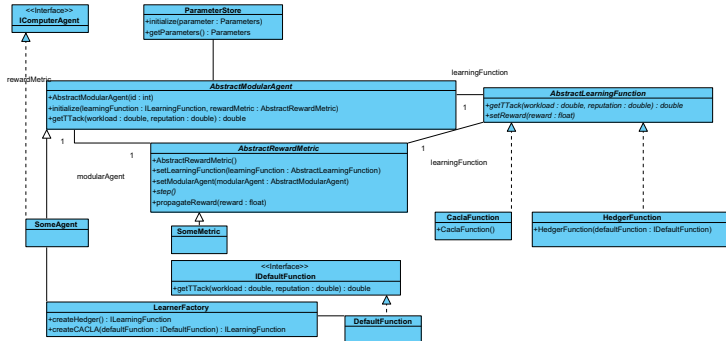 <<Interface>>
IComputerAgent
ParameterStore
+initialize(parameter : Parameters)
+getParameters() : Parameters
rewardMetric
learningFunction
AbstractModularAgent
+AbstractModularAgent(id : int)
+initialize(learningFunction : ILearningFunction, rewardMetric : AbstractRewardMetric)
+getTTack(workload : double, reputation : double) : double
1
AbstractLearningFunction
+getTTack(workload : double, reputation : double) : double
+setReward(reward : float)
1
1
1
modularAgent
AbstractRewardMetric
+AbstractRewardMetric()
+setLearningFunction(learningFunction : AbstractLearningFunction)
+setModularAgent(modularAgent : AbstractModularAgent)
+step()
+propagateReward(reward : float)
1
learningFunction
SomeAgent
SomeMetric
CaclaFunction
+CaclaFunction()
HedgerFunction
+HedgerFunction(defaultFunction : IDefaultFunction)
<<Interface>>
IDefaultFunction
+getTTack(workload : double, reputation : double) : double
LearnerFactory
+createHedger() : ILearningFunction
+createCACLA(defaultFunction : IDefaultFunction) : ILearningFunction
DefaultFunction